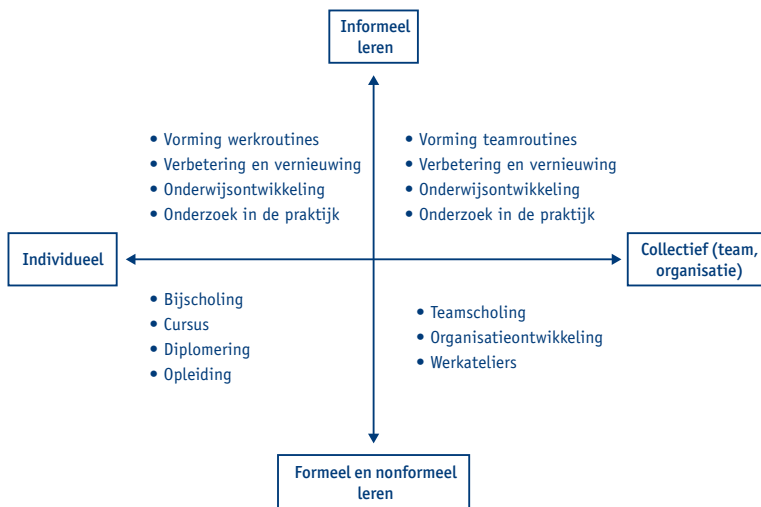 Informeel
leren
• Vorming werkroutines
• Verbetering en vernieuwing
• Onderwijsontwikkeling
• Onderzoek in de praktijk
• Vorming teamroutines
• Verbetering en vernieuwing
• Onderwijsontwikkeling
• Onderzoek in de praktijk
Individueel
Collectief (team,
organisatie)
• Bijscholing
• Cursus
• Diplomering
• Opleiding
• Teamscholing
• Organisatieontwikkeling
• Werkateliers
Formeel en nonformeel
leren